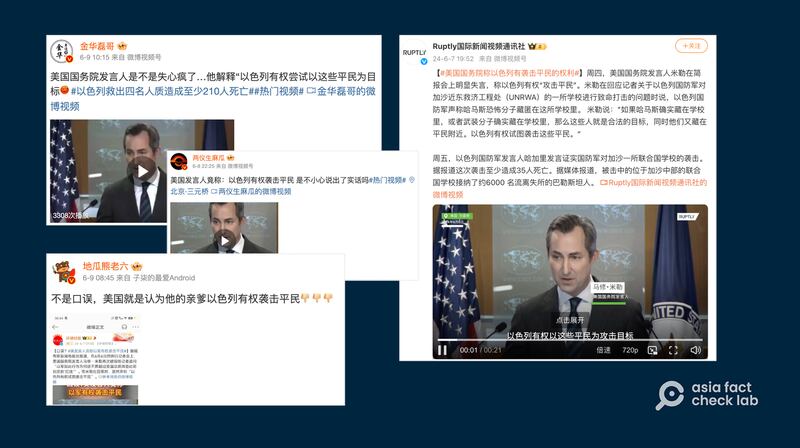 金华磊哥
6-9 10:15 来自 微博视频号
美国国务院发言人是不是失心疯了...他解释“以色列有权尝试以这些平民为目
标 #以色列救出四名人质造成至少210人死亡##热门视频# 金华磊哥的微
博视频
3308次播放
两仪生麻瓜
6-8 22:25 来自 微博视频号
美国发言人竟称：以色列有权袭击平民 是不小心说出了实话吗#热门视频#
北京·三元桥 两仪生麻瓜的微博视频
地瓜熊老六
6-9 08:45 来自 子柒的最爱Android
不是口误，美国就是认为他的亲爹以色列有权袭击平民
微博正文
以军有权袭击平民
RUPTLY
Ruptly国际新闻视频通讯社
24-6-7 19:52 来自 微博视频号
+关注
【#美国国务院称以色列有袭击平民的权利#】周四，美国国务院发言人米勒在简
报会上明显失言，称以色列有权“攻击平民”。米勒在回应记者关于以色列国防军对
加沙近东救济工程处（UNRWA）的一所学校进行致命打击的问题时说，以色列国
防军声称哈马斯恐怖分子藏匿在这所学校里。米勒说：“如果哈马斯确实藏在学校
里，或者武装分子确实藏在学校里，那么这些人就是合法的目标，同时他们又藏在
平民附近。以色列有权试图袭击这些平民。”
周五，以色列国防军发言人哈加里发言证实国防军对加沙一所联合国学校的袭击。
据报道这次袭击至少造成35人死亡。据媒体报道，被击中的位于加沙中部的联合
国学校接纳了约6000 名流离失所的巴勒斯坦人。 Ruptly国际新闻视频通讯社的
微博视频
RUPTLY
马修·米勒
美国国务院发言人
点击展开
以色列有权以这些平民为攻击目标
00:01 / 00:21
倍速
720p
asia fact
check lab